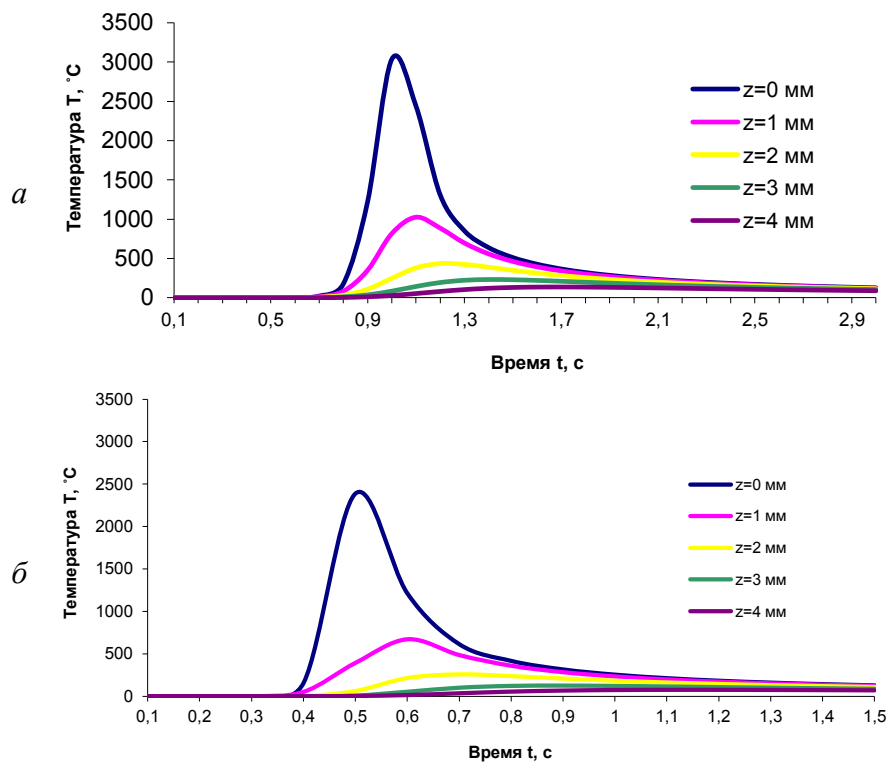 3500
3000
2500
2000
1500
1000
500
0
Температура Т, ˚С
z=0 мм
z=1 мм
z=2 мм
z=3 мм
z=4 мм
а
0,1 0,5 0,9 1,3 1,7 2,1 2,5 2,9
Время t, с
3500
3000
2500
2000
1500
1000
500
0
Температура Т, ˚С
z=0 мм
z=1 мм
z=2 мм
z=3 мм
z=4 мм
б
0,1 0,2 0,3 0,4 0,5 0,6 0,7 0,8 0,9 1 1,1 1,2 1,3 1,4 1,5
Время t, с